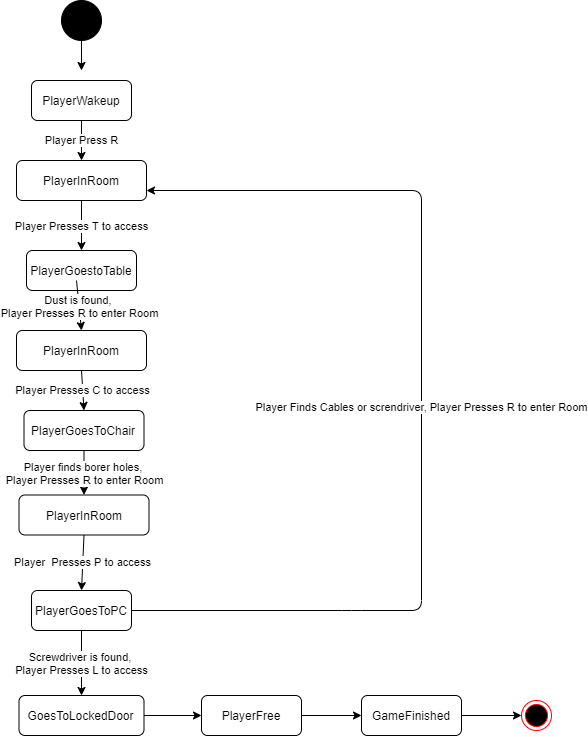 PlayerWakeup
Player Press R
PlayerInRoom
Player Presses T to access
PlayerGoestoTable
Dust is found,
Player Presses R to enter Room
PlayerInRoom
Player Presses C to access
PlayerGoesToChair
Player finds borer holes,
Player Presses R to enter Room
PlayerInRoom
Player Presses P to access
PlayerGoesToPC
Player Finds Cables or screndriver, Player Presses R to enter Room
Screwdriver is found,
Player Presses L to access
GoesToLockedDoor
PlayerFree
GameFinished